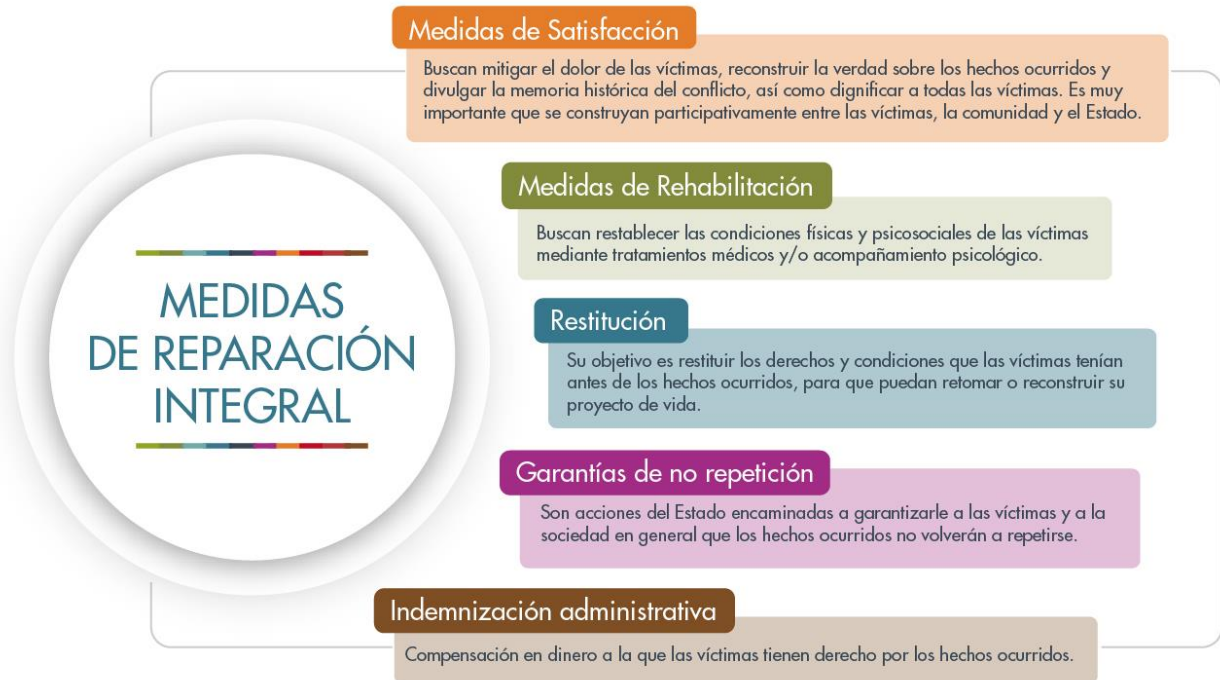 Medidas de Satisfacción
Buscan mitigar el dolor de las víctimas, reconstruir la verdad sobre los hechos ocurridos y
divulgar la memoria histórica del conflicto, así como dignificar a todas las víctimas. Es muy
importante que se construyan participativamente entre las víctimas, la comunidad y el Estado.
Medidas de Rehabilitación
Buscan restablecer las condiciones físicas y psicosociales de las víctimas
mediante tratamientos médicos y/o acompañamiento psicológico.
MEDIDAS
DE REPARACIÓN
INTEGRAL
Restitución
Su objetivo es restituir los derechos y condiciones que las víctimas tenían
antes de los hechos ocurridos, para que puedan retomar o reconstruir su
proyecto de vida.
Garantías de no repetición
Son acciones del Estado encaminadas a garantizarle a las víctimas y a la
sociedad en general que los hechos ocurridos no volverán a repetirse.
Indemnización administrativa
Compensación en dinero a la que las víctimas tienen derecho por los hechos ocurridos.